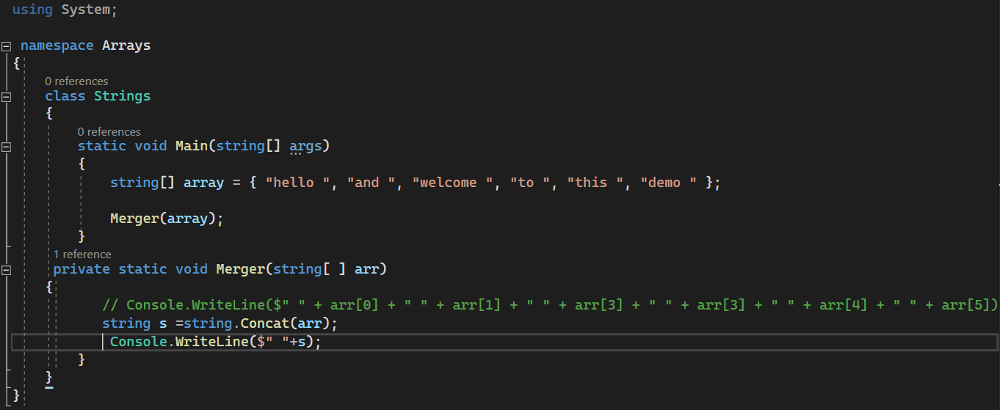 using System;
namespace Arrays
{
0 references
class Strings
{
0 references
static void Main(string[] args)
{
string[] array = { "hello ", "and ", "welcome ", "to ", "this ", "demo " };
Merger(array);
}
1 reference
private static void Merger(string[ ] arr)
{
// Console.WriteLine($" " + arr[0] + " " + arr[1] + " " + arr[3] + " " + arr[3] + " " + arr[4] + " " + arr[5])
string s =string.Concat(arr);
Console.WriteLine($" "+s);
}
}
}